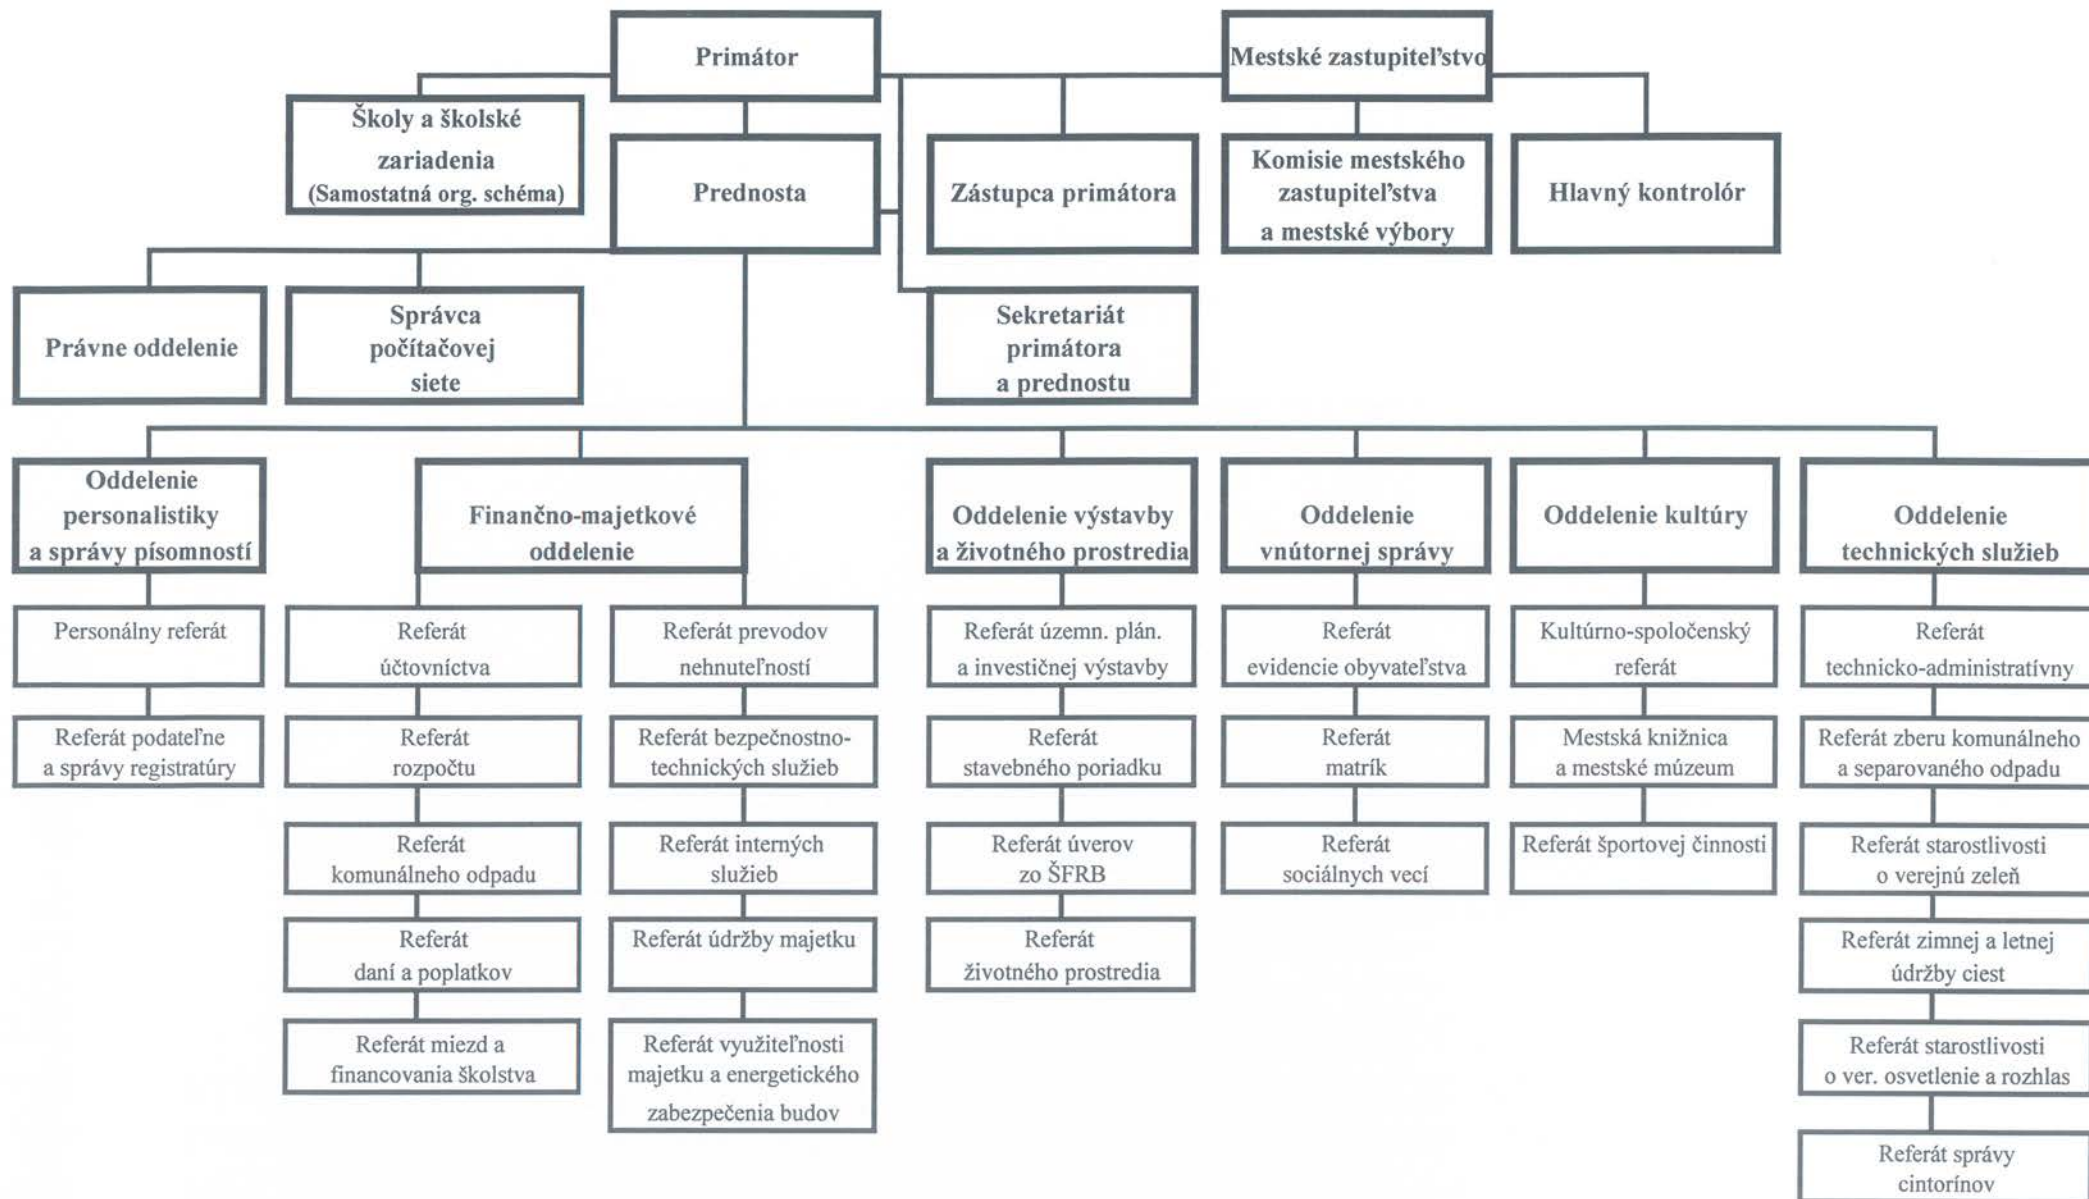 Primátor
Mestské zastupiteľstvo
Školy a školské
zariadenia
(Samostatná org. schéma)
Prednosta
Zástupca primátora
Komisie mestského
zastupiteľstva
a mestské výbory
Hlavný kontrolór
Právne oddelenie
Správca
počítačovej
siete
Sekretariát
primátora
a prednostu
Oddelenie
personalistiky
a správy písomností
Finančno-majetkové
oddelenie
Oddelenie výstavby
a životného prostredia
Oddelenie
vnútornej správy
Oddelenie kultúry
Oddelenie
technických služieb
Personálny referát
Referát
účtovníctva
Referát prevodov
nehnuteľností
Referát územn. plán.
a investičnej výstavby
Referát
evidencie obyvateľstva
Kultúrno-spoločenský
referát
Referát
technicko-administratívny
Referát podateľne
a správy registratúry
Referát
rozpočtu
Referát bezpečnostno-
technických služieb
Referát
stavebného poriadku
Referát
matrík
Mestská knižnica
a mestské múzeum
Referát zberu komunálneho
a separovaného odpadu
Referát
komunálneho odpadu
Referát interných
služieb
Referát úverov
zo ŠFRB
Referát
sociálnych vecí
Referát športovej činnosti
Referát starostlivosti
o verejnú zeleň
Referát
daní a poplatkov
Referát údržby majetku
Referát
životného prostredia
Referát zimnej a letnej
údržby ciest
Referát miezd a
financovania školstva
Referát využiteľnosti
majetku a energetického
zabezpečenia budov
Referát starostlivosti
o ver. osvetlenie a rozhlas
Referát správy
cintorínov